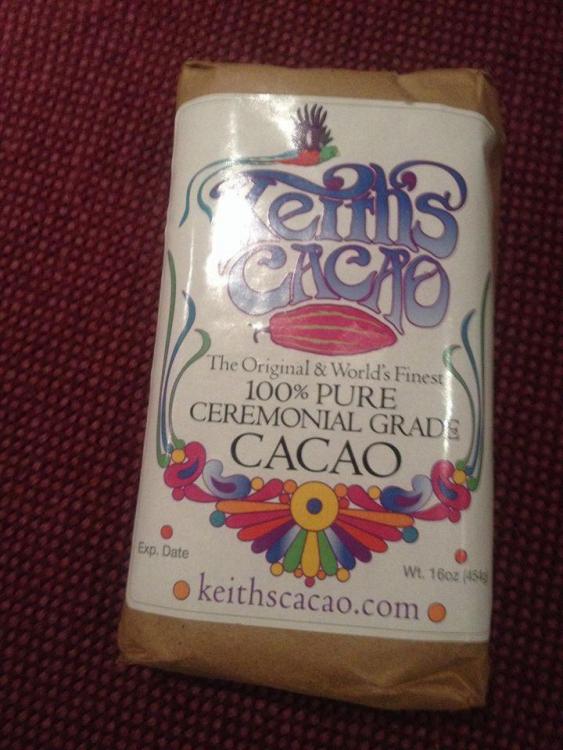 Keith's
CACAO
The Original & World's Finest
100% PURE
CEREMONIAL GRADE
CACAO
Exp. Date
Wt. 16oz (454g
keithscacao.com